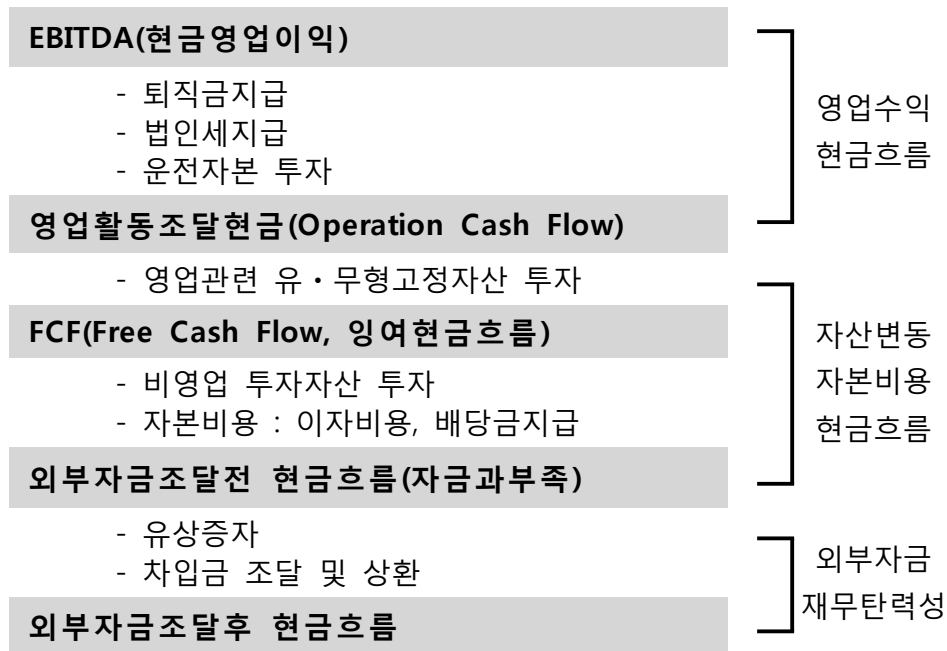 EBITDA(현금영업이익)
- 퇴직금지급
- 법인세지급
- 운전자본 투자
영업수익
현금흐름
영업활동조달현금(Operation Cash Flow)
- 영업관련 유・무형고정자산 투자
FCF(Free Cash Flow, 잉여현금흐름)
- 비영업 투자자산 투자
- 자본비용 : 이자비용, 배당금지급
자산변동
자본비용
현금흐름
외부자금조달전 현금흐름(자금과부족)
- 유상증자
- 차입금 조달 및 상환
외부자금
재무탄력성
외부자금조달후 현금흐름